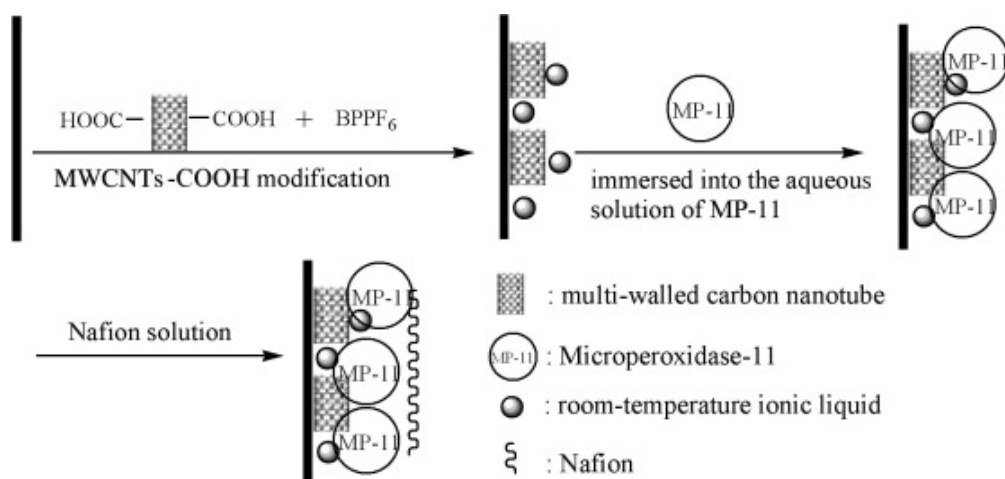 HOOC COOH + BPPF6
MWCNTs-COOH modification
MP-11
immersed into the aqueous
solution of MP-11
MP-11
MP-11
MP-11
Nafion solution
MP-11
MP-11
MP-11
: multi-walled carbon nanotube
MP-11 : Microperoxidase-11
: room-temperature ionic liquid
: Nafion